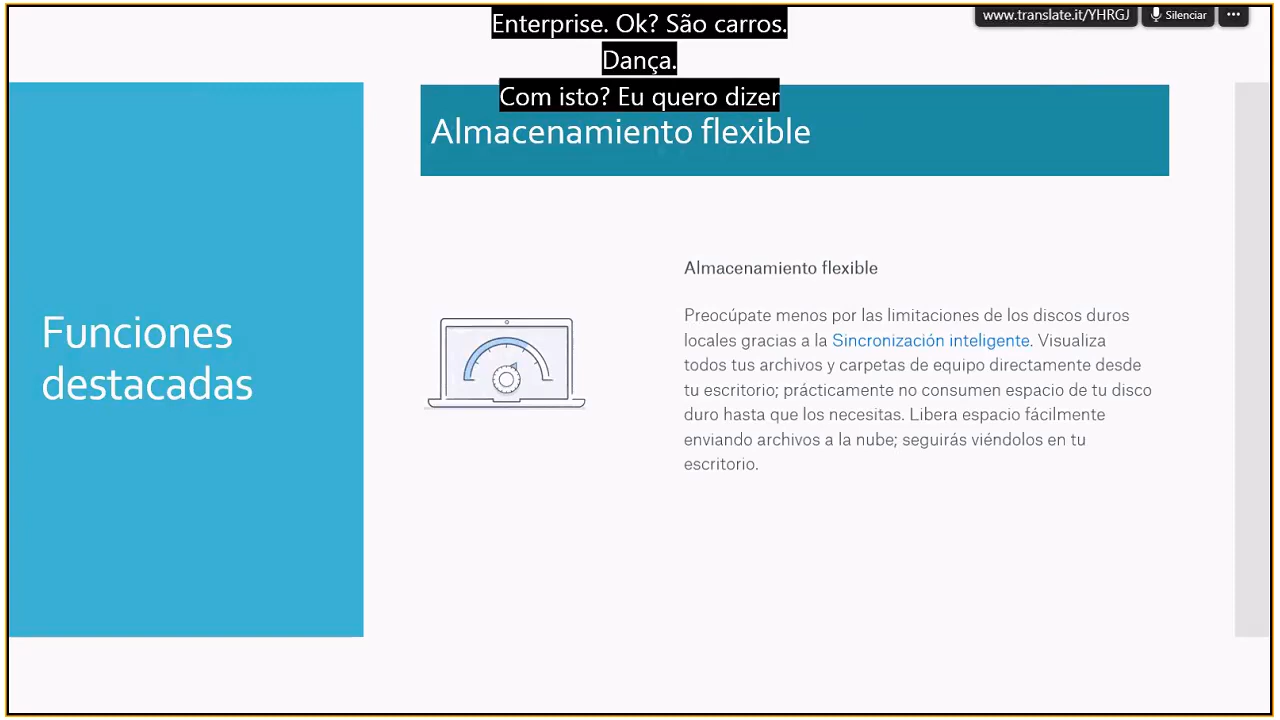 Enterprise. Ok? São carros.
Dança.
Com isto? Eu quero dizer
www.translate.it/YHRGJ
Silenciar
Almacenamiento flexible
Funciones
destacadas
Almacenamiento flexible
Preocúpate menos por las limitaciones de los discos duros
locales gracias a la Sincronización inteligente. Visualiza
todos tus archivos y carpetas de equipo directamente desde
tu escritorio; prácticamente no consumen espacio de tu disco
duro hasta que los necesitas. Libera espacio fácilmente
enviando archivos a la nube; seguirás viéndolos en tu
escritorio.